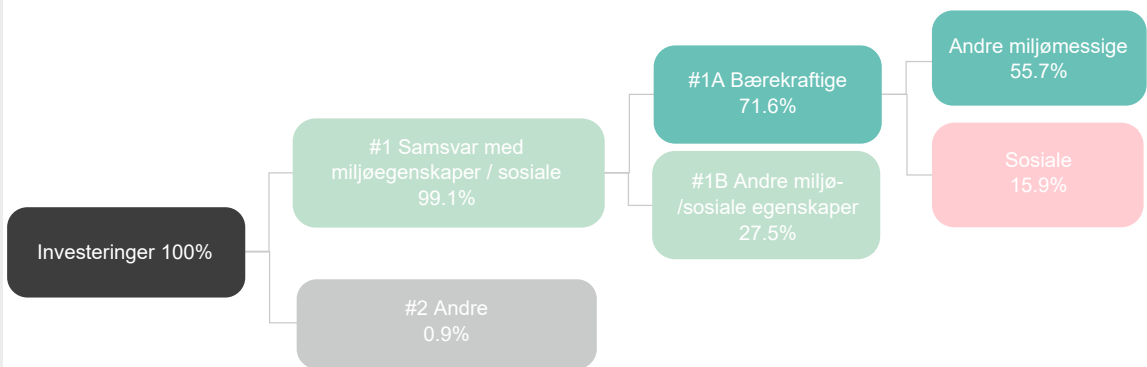 Investeringer 100%
#1 Samsvar med
miljøegenskaper / sosiale
99.1%
#2 Andre
0.9%
#1A Bærekraftige
71.6%
#1B Andre miljø-
/sosiale egenskaper
27.5%
Andre miljømessige
55.7%
Sosiale
15.9%